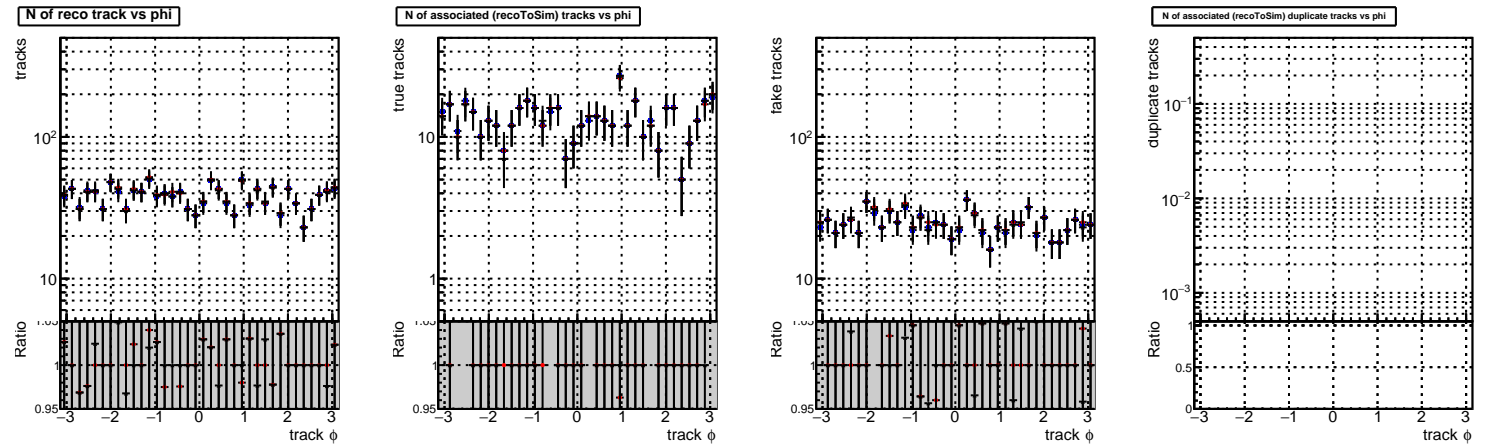 N of reco track vs phi
tracks
10²
10
Ratio
1
0.95
−3 −2 −1 0 1 2 3
track ϕ
N of associated (recoToSim) tracks vs phi
true tracks
10
1
Ratio
1
0.95
−3 −2 −1 0 1 2 3
track ϕ
fake tracks
10²
10
Ratio
1
0.95
−3 −2 −1 0 1 2 3
track ϕ
N of associated (recoToSim) duplicate tracks vs phi
duplicate tracks
10⁻¹
10⁻²
10⁻³
Ratio
1
0.5
0
−3 −2 −1 0 1 2 3
track ϕ